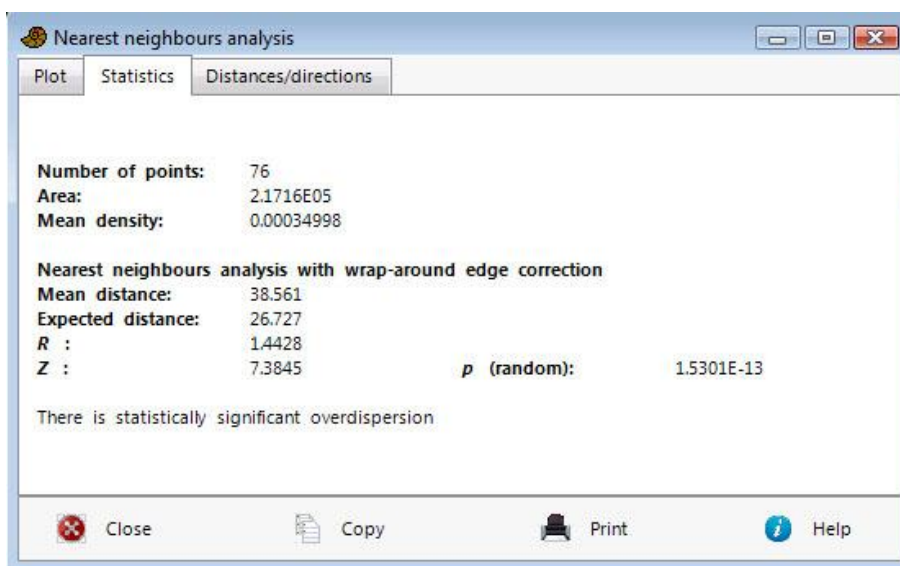 Nearest neighbours analysis
Plot Statistics Distances/directions
Number of points: 76
Area: 2.1716E05
Mean density: 0.00034998
Nearest neighbours analysis with wrap-around edge correction
Mean distance: 38.561
Expected distance: 26.727
R : 1.4428
Z : 7.3845 p (random): 1.5301E-13
There is statistically significant overdispersion
Close Copy Print Help